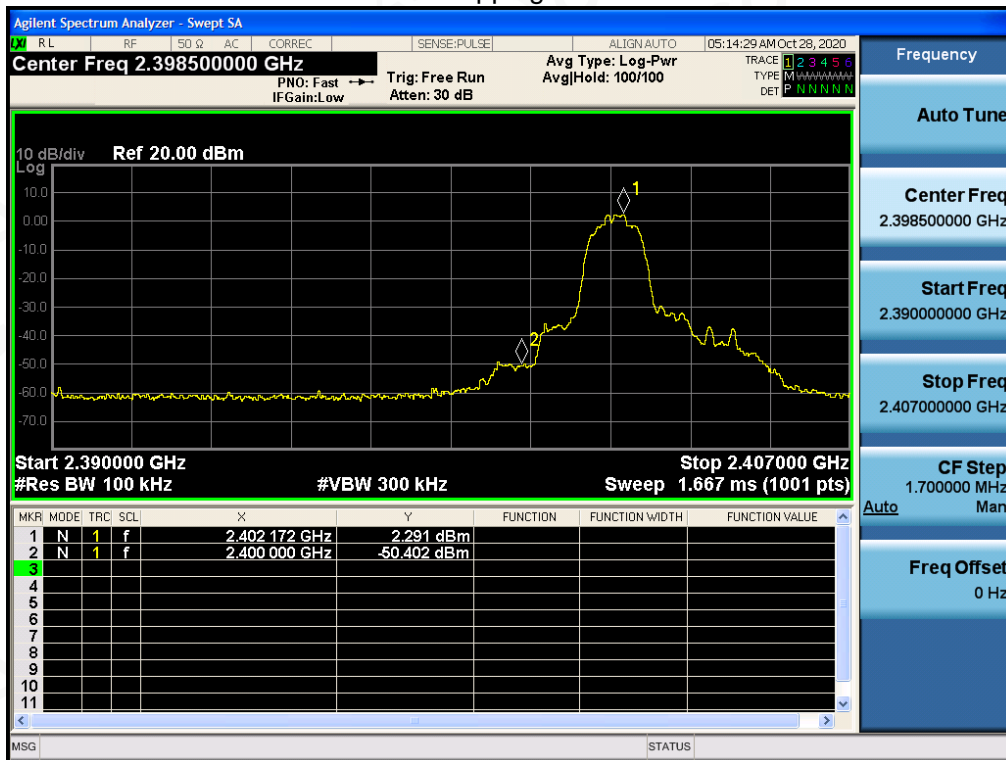 Agilent Spectrum Analyzer - Swept SA
LXI RL RF 50 Ω AC CORREC SENSE:PULSE ALIGN AUTO 05:14:29 AM Oct 28, 2020
Center Freq 2.398500000 GHz
PNO: Fast
IFGain:Low
Trig: Free Run
Atten: 30 dB
Avg Type: Log-Pwr
Avg|Hold: 100/100
TRACE 1 2 3 4 5 6
TYPE M
DET P N N N N N
10 dB/div Ref 20.00 dBm
Log
10.0
0.00
-10.0
-20.0
-30.0
-40.0
-50.0
-60.0
-70.0
1
2
Start 2.390000 GHz Stop 2.407000 GHz
#Res BW 100 kHz #VBW 300 kHz Sweep 1.667 ms (1001 pts)
MKR MODE TRC SCL X Y FUNCTION FUNCTION WIDTH FUNCTION VALUE
1 N 1 f 2.402 172 GHz 2.291 dBm
2 N 1 f 2.400 000 GHz -50.402 dBm
3
4
5
6
7
8
9
10
11
MSG STATUS
Frequency
Auto Tune
Center Freq
2.398500000 GHz
Start Freq
2.390000000 GHz
Stop Freq
2.407000000 GHz
CF Step
1.700000 MHz
Auto Man
Freq Offset
0 Hz